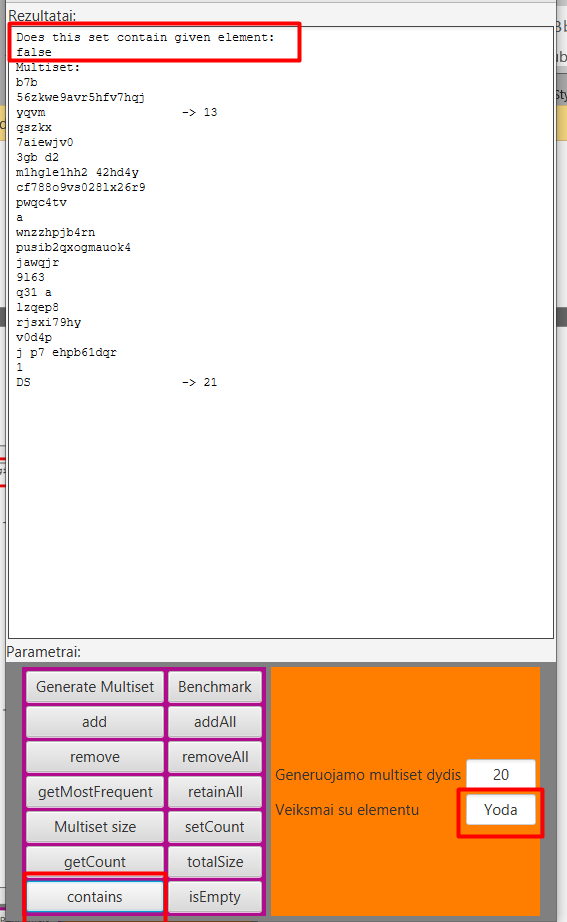 Rezultatai:
Does this set contain given element:
false
Multiset:
b7b
56zkwe9avr5hfv7hqj
yqvm -> 13
qszkx
7aiewjv0
3gb d2
m1hgle1hh2 42hd4y
cf788o9vs028lx26r9
pwqc4tv
a
wnzzhpjb4rn
pusib2qxogmauok4
jawqjr
9l63
q31 a
lzqep8
rjsxi79hy
v0d4p
j p7 ehpb61dqr
1
DS -> 21
Parametrai:
Generate Multiset Benchmark
add addAll
remove removeAll
getMostFrequent retainAll
Multiset size setCount
getCount totalSize
contains isEmpty
Generuojamo multiset dydis 20
Veiksmai su elementu Yoda